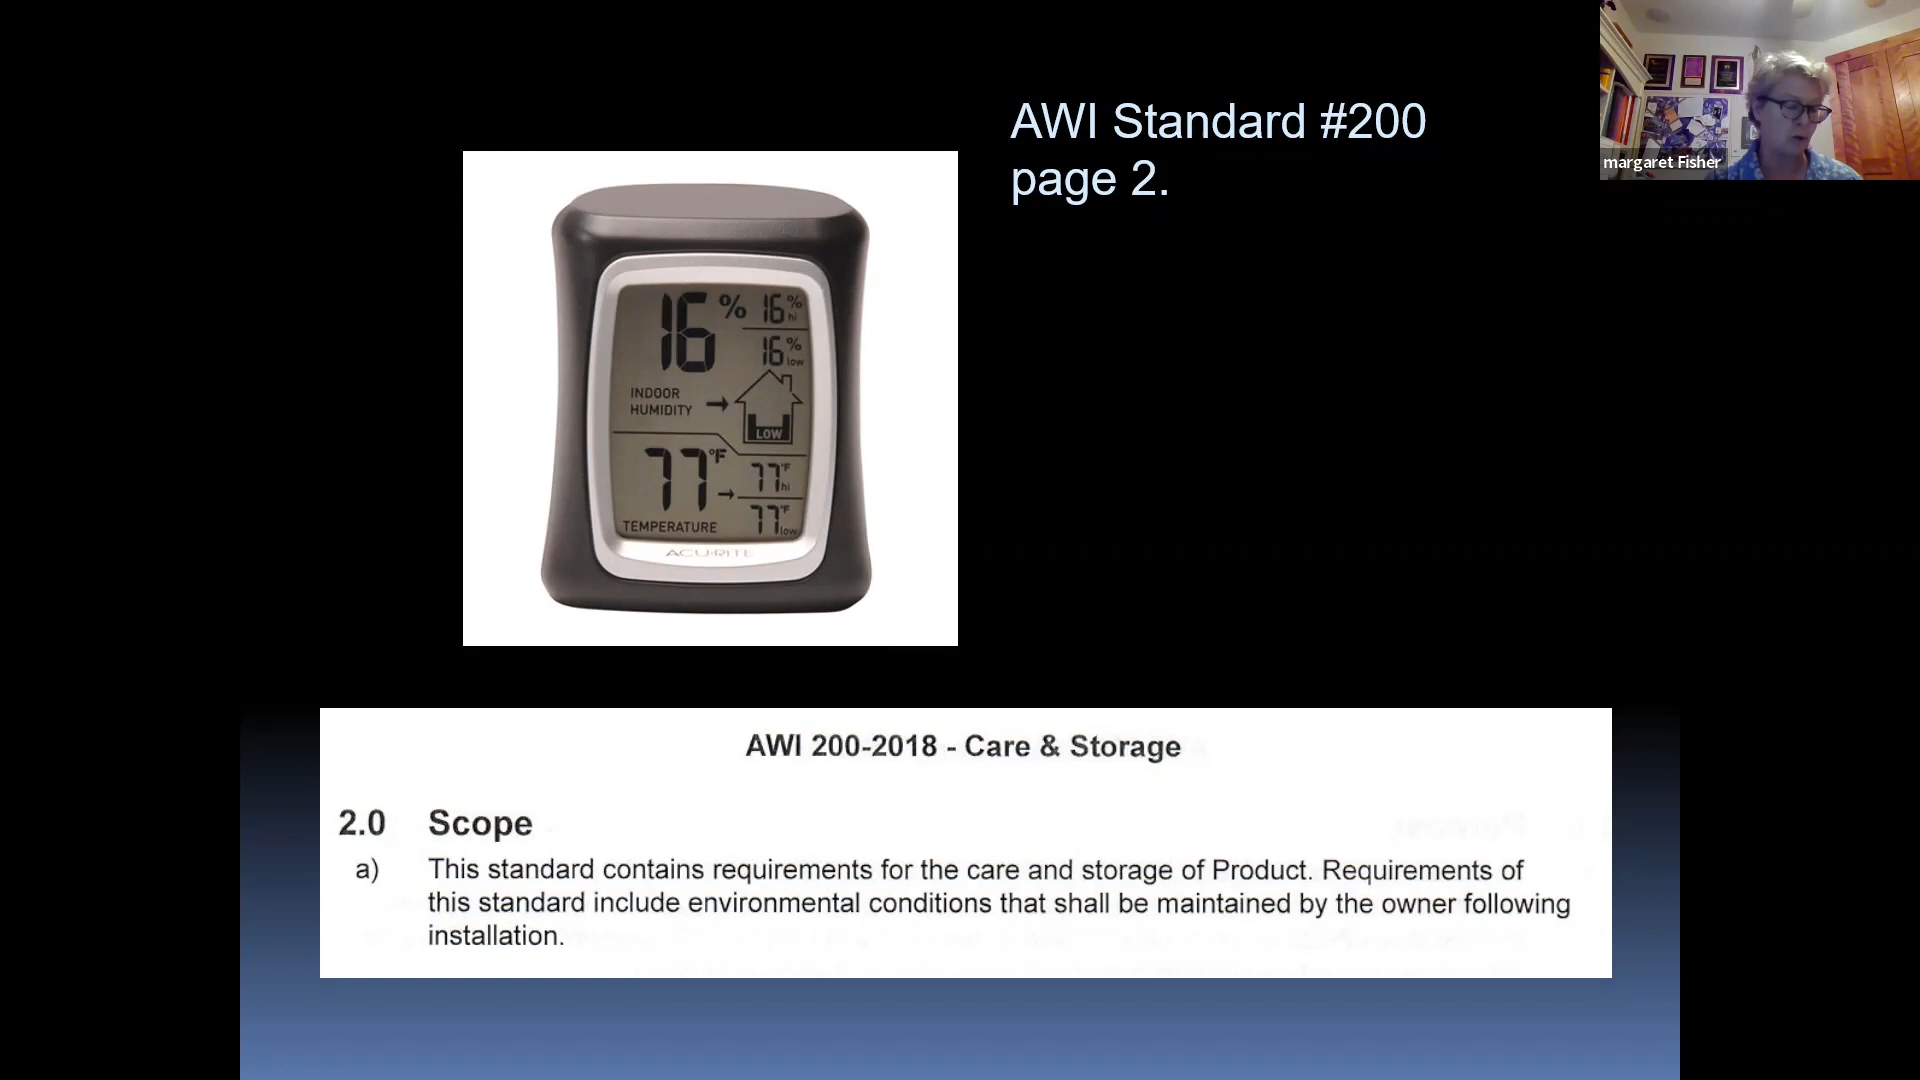 AWI Standard #200
page 2.
margaret Fisher
16 % 16 % hi
16 % low
INDOOR
HUMIDITY
LOW
77 °F 77 °F hi
77 °F low
TEMPERATURE
ACURITE
AWI 200-2018 - Care & Storage
2.0 Scope
a) This standard contains requirements for the care and storage of Product. Requirements of
this standard include environmental conditions that shall be maintained by the owner following
installation.